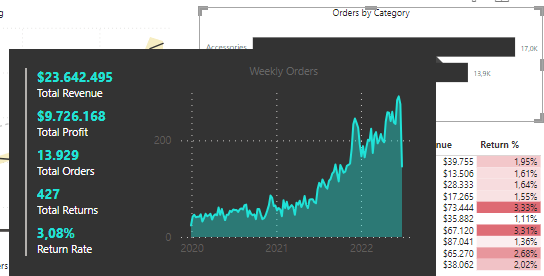 Orders by Category
Accessories
17,0K
13,9K
$23.642.495
Total Revenue
$9.726.168
Total Profit
13.929
Total Orders
427
Total Returns
3,08%
Return Rate
Weekly Orders
200
0
2020
2021
2022
Return %
$39.755 1,95%
$13.506 1,61%
$28.333 1,64%
$17.265 1,55%
$73.444 3,33%
$35.882 1,11%
$67.120 3,31%
$87.041 1,36%
$65.270 2,68%
$38.062 2,02%